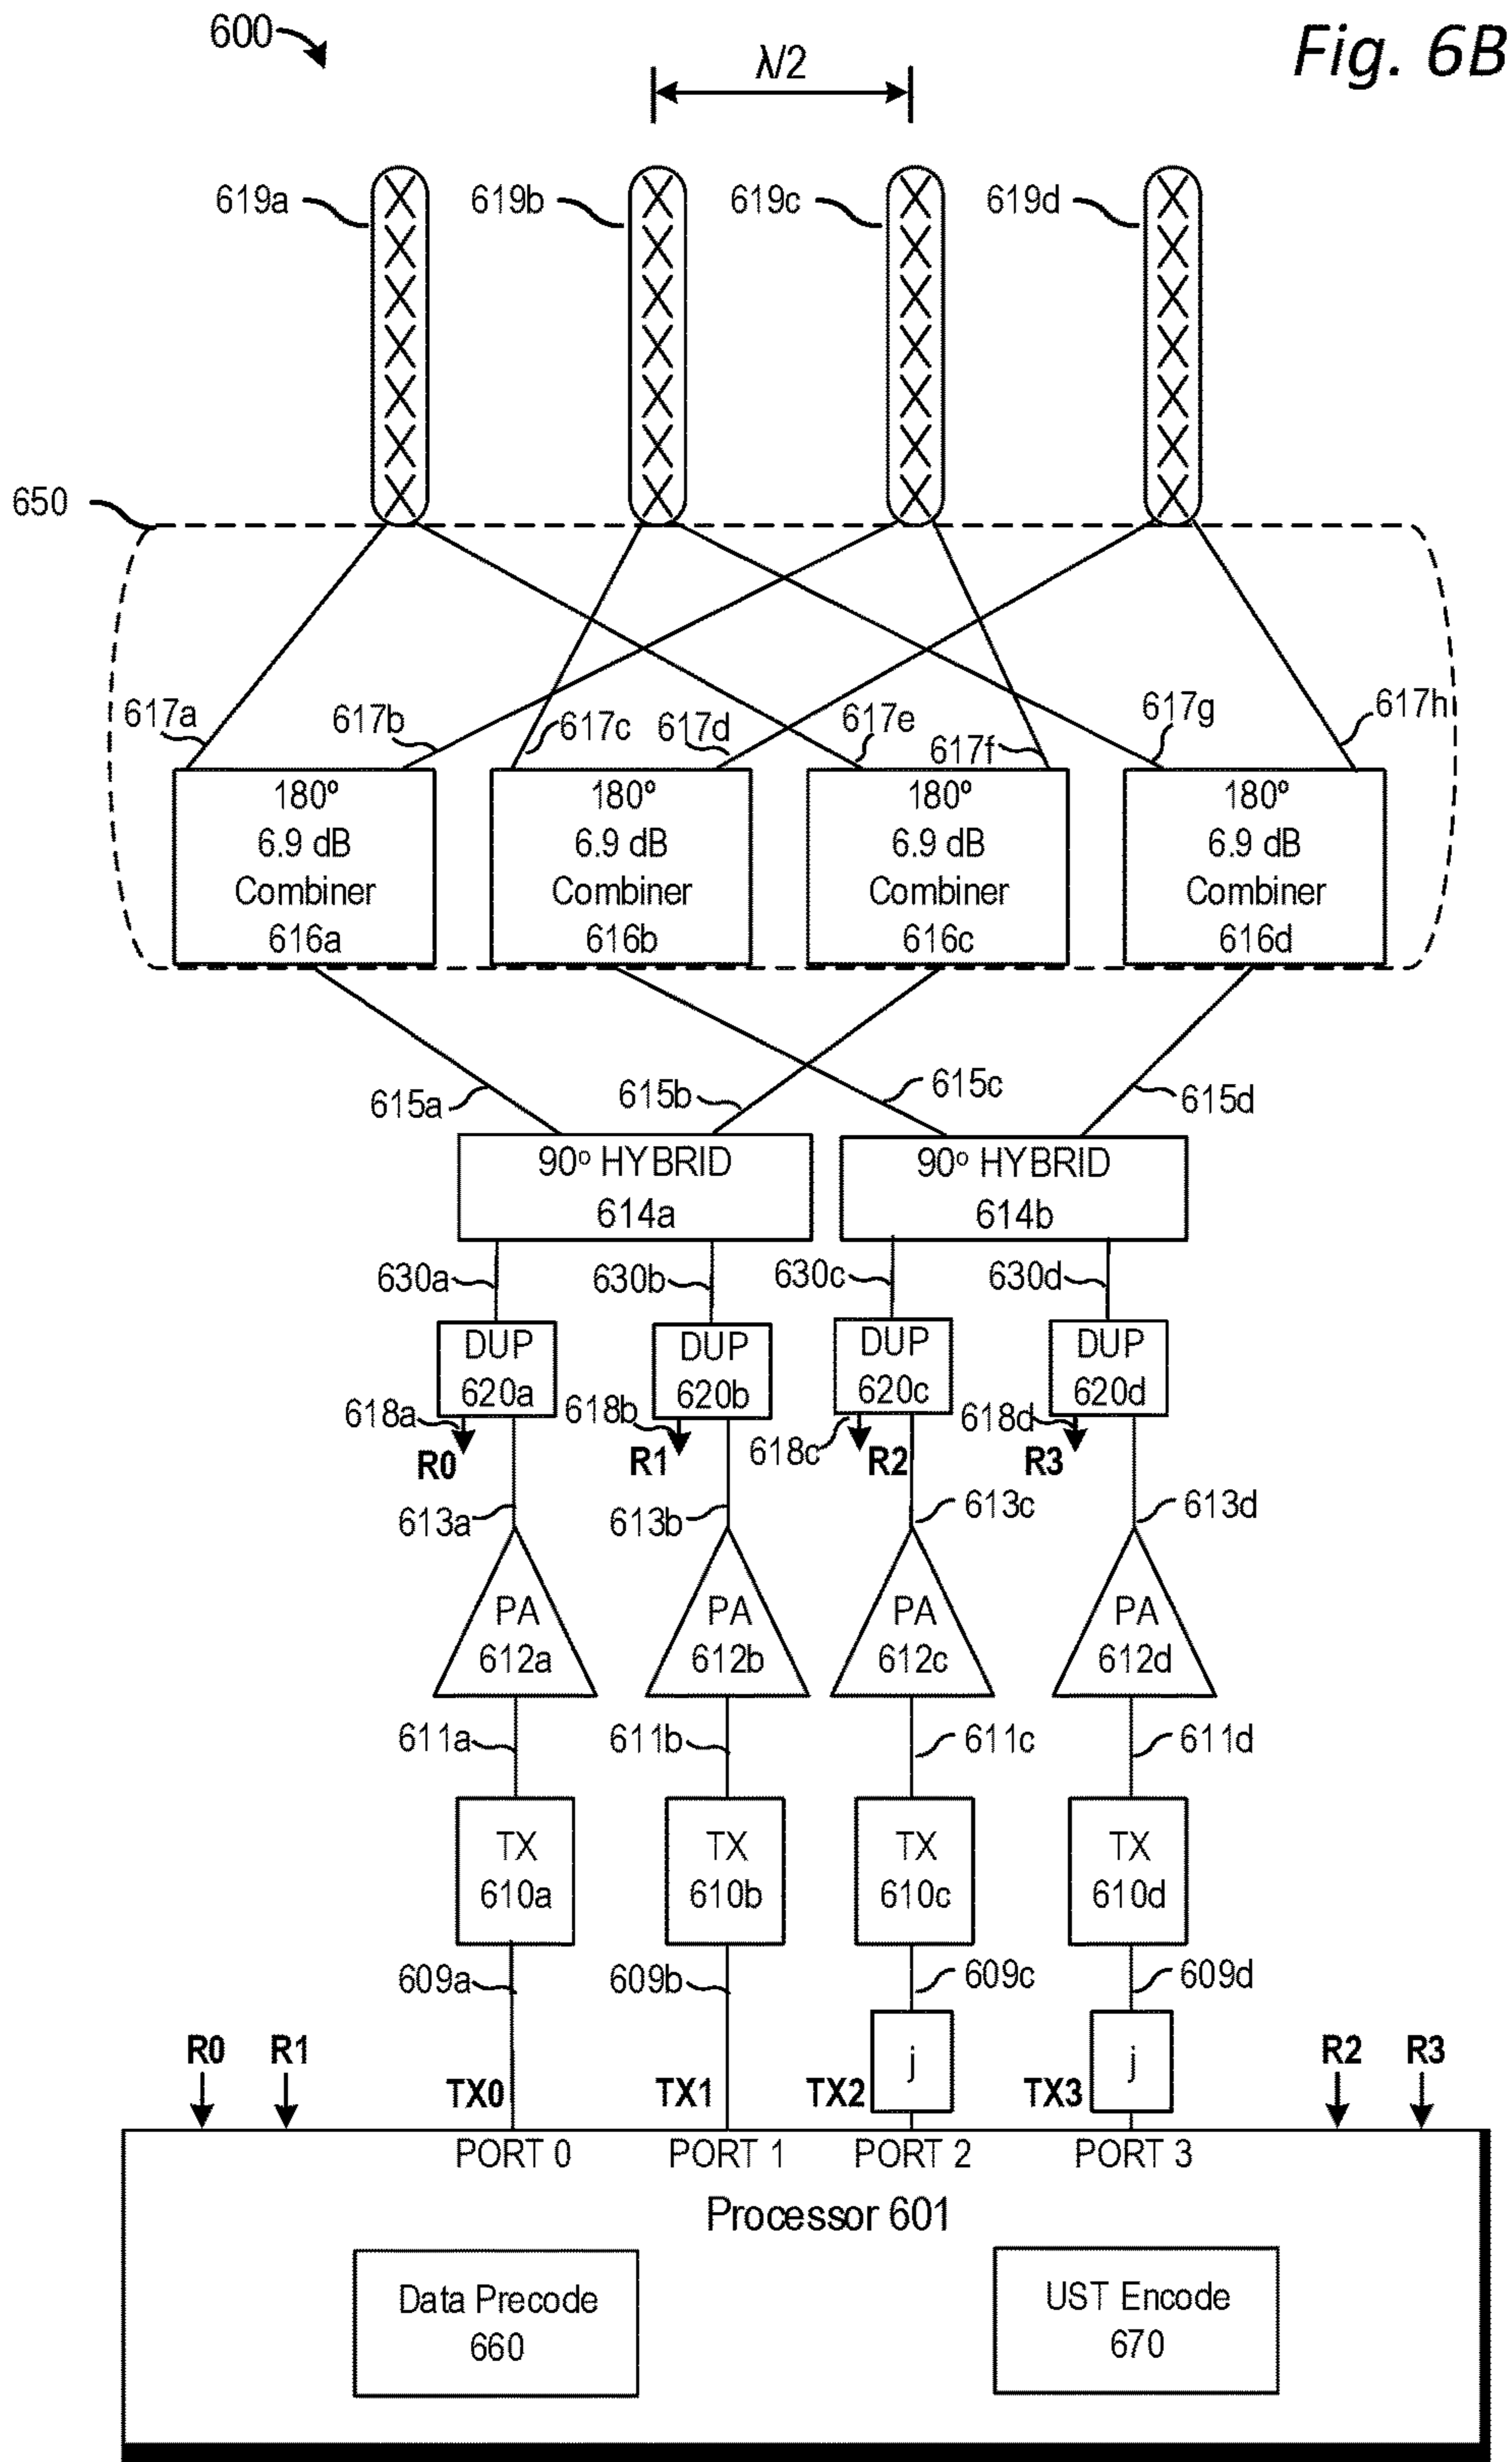 600
λ/2
Fig. 6B
619a
619b
619c
619d
650
617a
617b
617c
617d
617e
617f
617g
617h
180º
6.9 dB
Combiner
616a
180º
6.9 dB
Combiner
616b
180º
6.9 dB
Combiner
616c
180º
6.9 dB
Combiner
616d
615a
615b
615c
615d
90º HYBRID
614a
90º HYBRID
614b
630a
630b
630c
630d
DUP
620a
DUP
620b
DUP
620c
DUP
620d
618a
R0
618b
R1
618c
R2
618d
R3
613a
613b
613c
613d
PA
612a
PA
612b
PA
612c
PA
612d
611a
611b
611c
611d
TX
610a
TX
610b
TX
610c
TX
610d
609a
609b
609c
609d
R0
R1
TX0
TX1
TX2
j
TX3
j
R2
R3
PORT 0
PORT 1
PORT 2
PORT 3
Processor 601
Data Precode
660
UST Encode
670